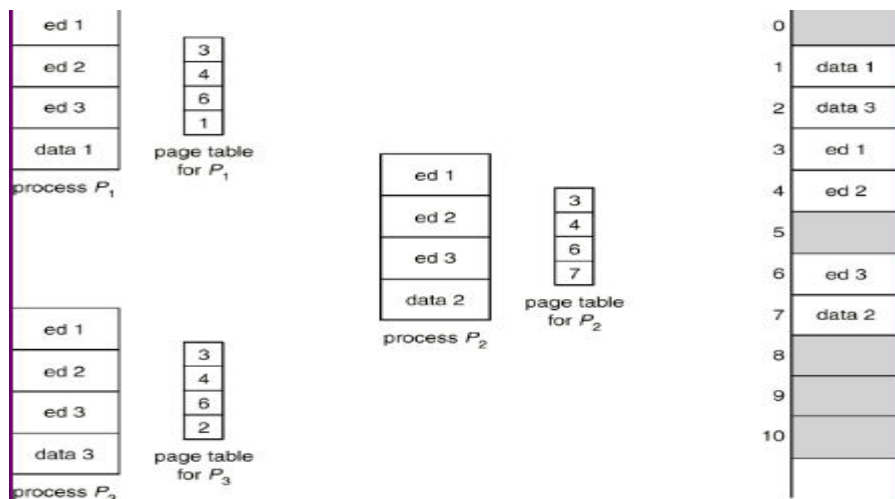 ed 1
ed 2
ed 3
data 1
process P1
3
4
6
1
page table
for P1
ed 1
ed 2
ed 3
data 2
process P2
3
4
6
7
page table
for P2
ed 1
ed 2
ed 3
data 3
process P3
3
4
6
2
page table
for P3
0
1 data 1
2 data 3
3 ed 1
4 ed 2
5
6 ed 3
7 data 2
8
9
10